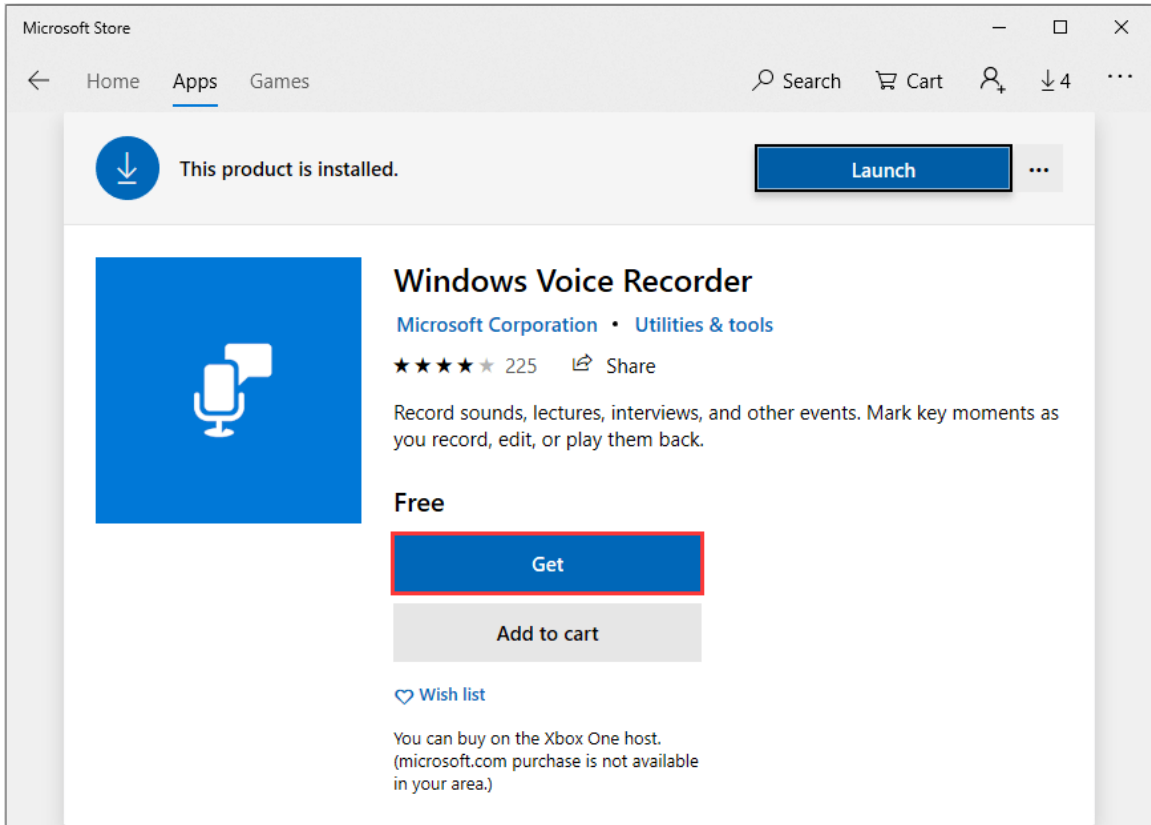 Microsoft Store
Home Apps Games Search Cart 4
This product is installed. Launch
Windows Voice Recorder
Microsoft Corporation • Utilities & tools
225 Share
Record sounds, lectures, interviews, and other events. Mark key moments as
you record, edit, or play them back.
Free
Get
Add to cart
Wish list
You can buy on the Xbox One host.
(microsoft.com purchase is not available
in your area.)